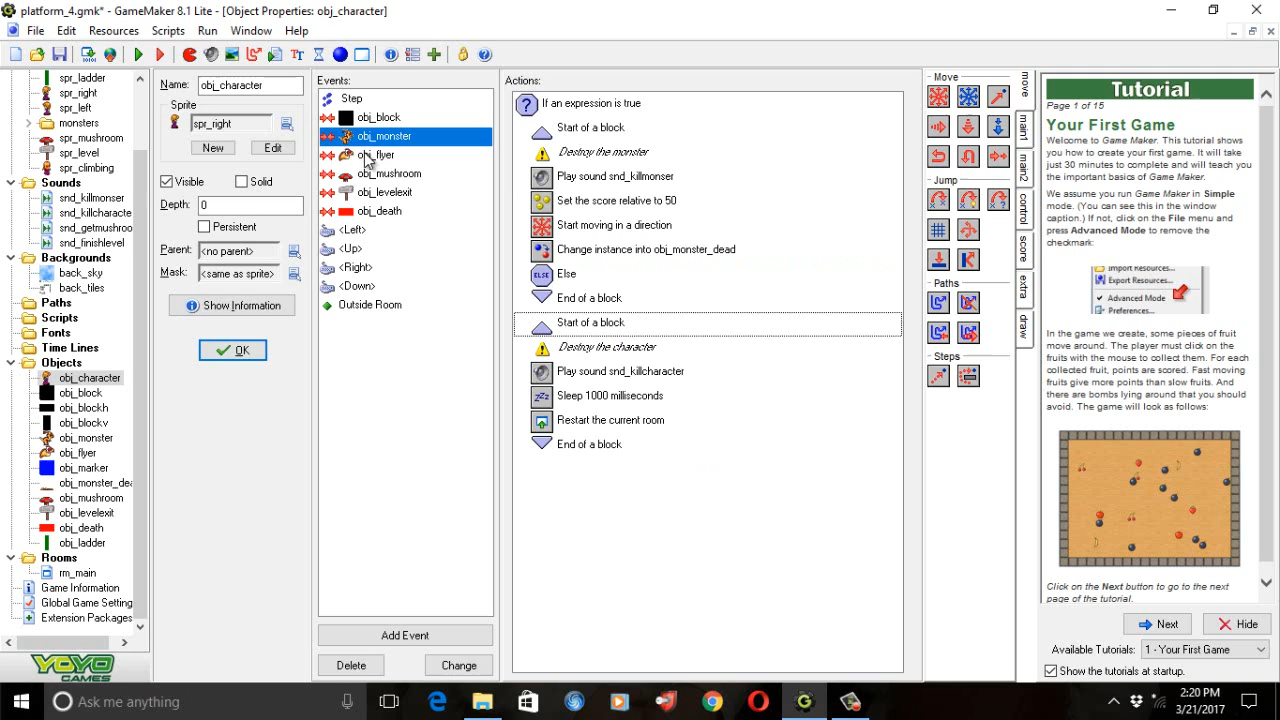 platform_4.gmk* - GameMaker 8.1 Lite - [Object Properties: obj_character]
File Edit Resources Scripts Run Window Help
spr_ladder
spr_right
spr_left
monsters
spr_mushroom
spr_level
spr_climbing
Sounds
snd_killmonser
snd_killcharacte
snd_getmushroo
snd_finishlevel
Backgrounds
back_sky
back_tiles
Paths
Scripts
Fonts
Time Lines
Objects
obj_character
obj_block
obj_blockh
obj_blockv
obj_monster
obj_flyer
obj_marker
obj_monster_dea
obj_mushroom
obj_levelexit
obj_death
obj_ladder
Rooms
rm_main
Game Information
Global Game Setting
Extension Packages
YOYO
GAMES
Name: obj_character
Sprite
spr_right
New Edit
Visible Solid
Depth: 0
Persistent
Parent: <no parent>
Mask: <same as sprite>
Show Information
OK
Events:
Step
obj_block
obj_monster
obj_flyer
obj_mushroom
obj_levelexit
obj_death
<Left>
<Up>
<Right>
<Down>
Outside Room
Add Event
Delete Change
Actions:
If an expression is true
Start of a block
Destroy the monster
Play sound snd_killmonser
Set the score relative to 50
Start moving in a direction
Change instance into obj_monster_dead
ELSE Else
End of a block
Start of a block
Destroy the character
Play sound snd_killcharacter
Sleep 1000 milliseconds
Restart the current room
End of a block
Move
Jump
Paths
Steps
move
main1
main2
control
score
extra
draw
Tutorial
Page 1 of 15
Your First Game
Welcome to Game Maker. This tutorial shows
you how to create your first game. It will take
just 30 minutes to complete and will teach you
the important basics of Game Maker.
We assume you run Game Maker in Simple
mode. (You can see this in the window
caption.) If not, click on the File menu and
press Advanced Mode to remove the
checkmark:
Import Resources...
Export Resources...
Advanced Mode
Preferences...
In the game we create, some pieces of fruit
move around. The player must click on the
fruits with the mouse to collect them. For each
collected fruit, points are scored. Fast moving
fruits give more points than slow fruits. And
there are bombs lying around that you should
avoid. The game will look as follows:
Click on the Next button to go to the next
page of the tutorial.
Next Hide
Available Tutorials: 1 - Your First Game
Show the tutorials at startup.
Ask me anything
2:20 PM
3/21/2017